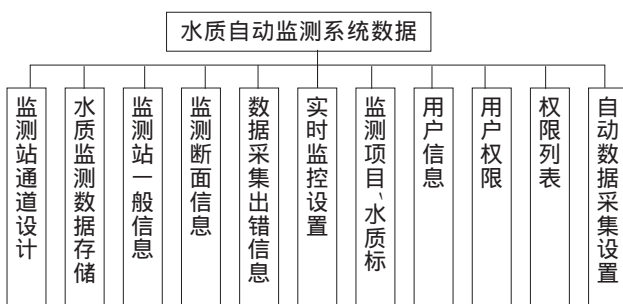 水质自动监测系统数据
监测站通道设计
水质监测数据存储
监测站一般信息
监测断面信息
数据采集出错信息
实时监控设置
监测项目、水质标
用户信息
用户权限
权限列表
自动数据采集设置